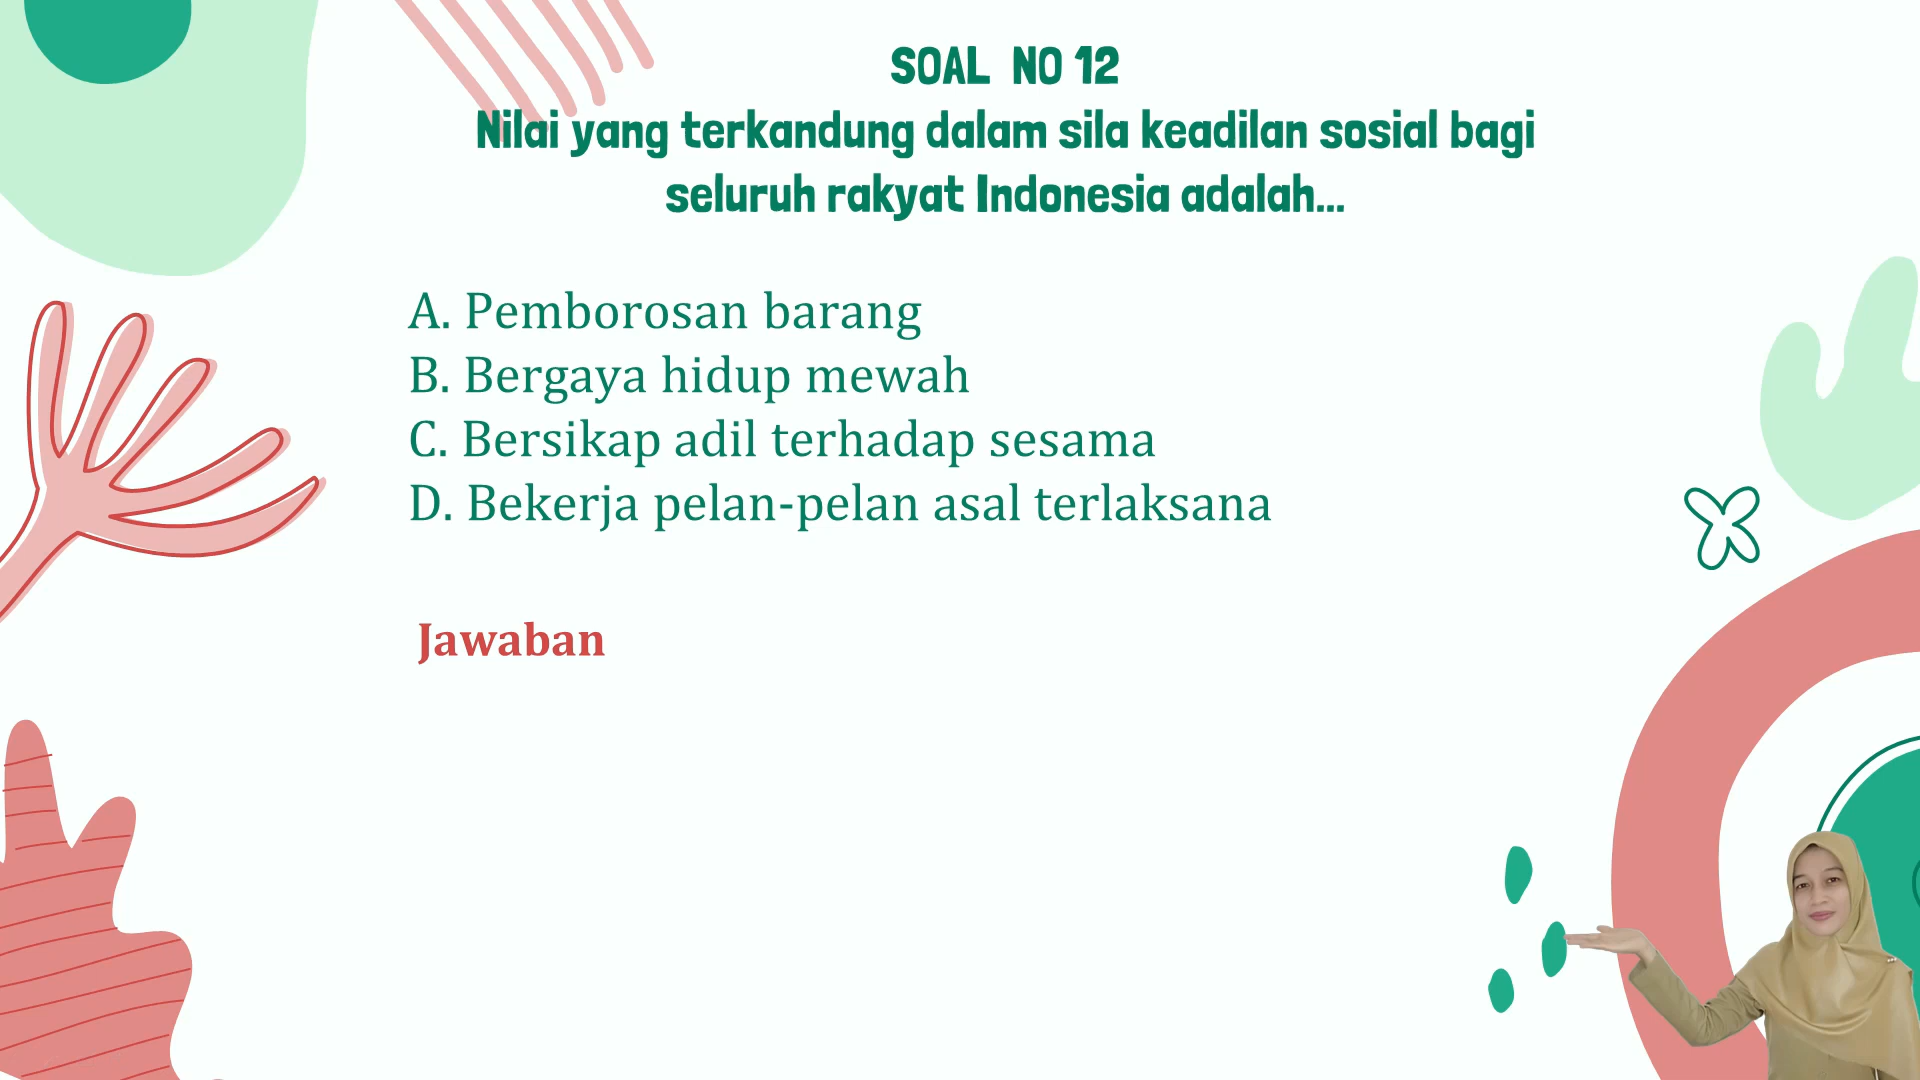 SOAL NO 12
Nilai yang terkandung dalam sila keadilan sosial bagi
seluruh rakyat Indonesia adalah...
A. Pemborosan barang
B. Bergaya hidup mewah
C. Bersikap adil terhadap sesama
D. Bekerja pelan-pelan asal terlaksana
Jawaban